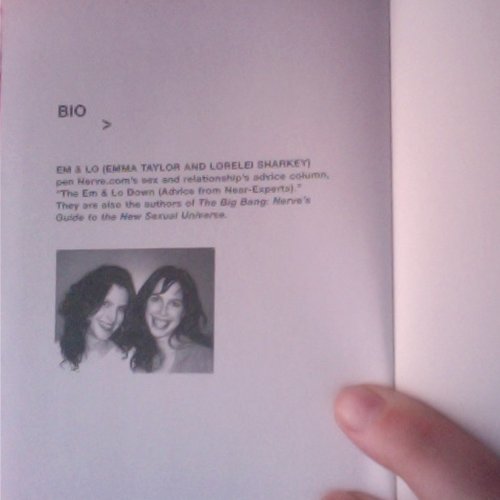 BIO
>
EM & LO (EMMA TAYLOR AND LORELEI SHARKEY)
pen Nerve.com's sex and relationship's advice column,
"The Em & Lo Down (Advice from Near-Experts)."
They are also the authors of The Big Bang: Nerve's
Guide to the New Sexual Universe.